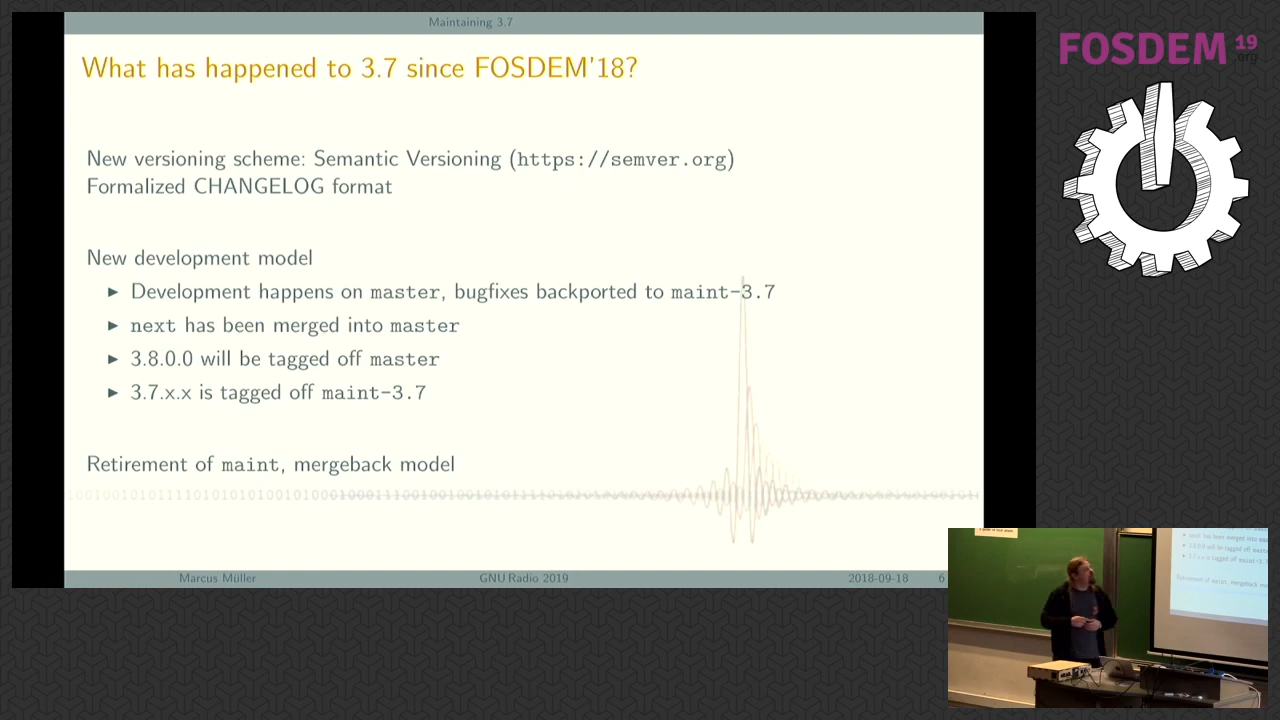 Maintaining 3.7
What has happened to 3.7 since FOSDEM'18?
New versioning scheme: Semantic Versioning (https://semver.org)
Formalized CHANGELOG format
New development model
▶ Development happens on master, bugfixes backported to maint-3.7
▶ next has been merged into master
▶ 3.8.0.0 will be tagged off master
▶ 3.7.x.x is tagged off maint-3.7
Retirement of maint, mergeback model
Marcus Müller GNU Radio 2019 2018-09-18 6
FOSDEM 19
.org